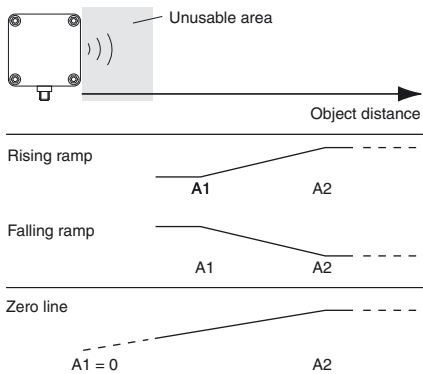 Unusable area
Object distance
Rising ramp
A1 A2
Falling ramp
A1 A2
Zero line
A1 = 0 A2